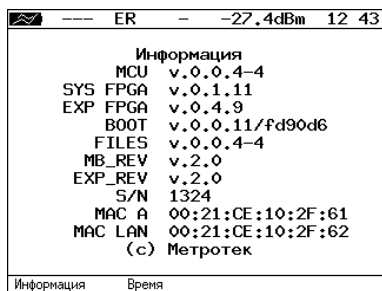 --- ER - -27.4dBm 12 43
Информация
MCU v.0.0.4-4
SYS FPGA v.0.1.11
EXP FPGA v.0.4.9
BOOT v.0.0.11/fd90d6
FILES v.0.0.4-4
MB_REV v.2.0
EXP_REV v.2.0
S/N 1324
MAC A 00:21:CE:10:2F:61
MAC LAN 00:21:CE:10:2F:62
(c) Метротек
Информация Время